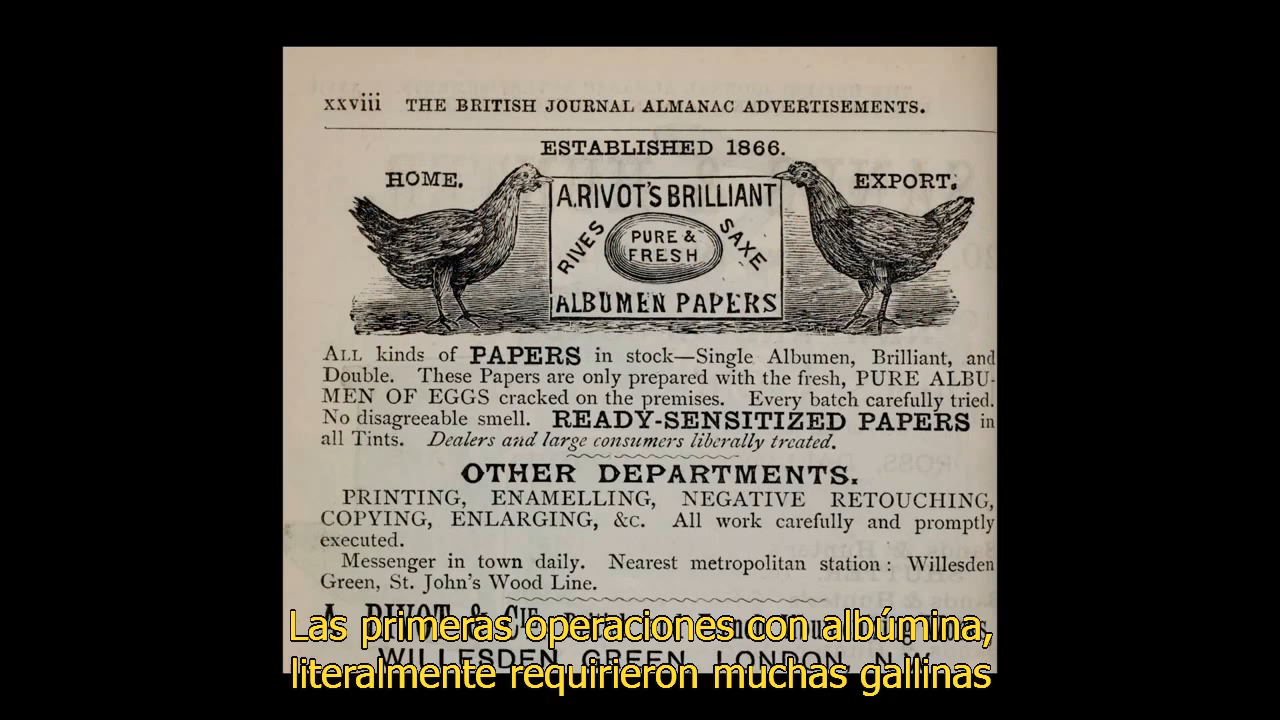 xxviii THE BRITISH JOURNAL ALMANAC ADVERTISEMENTS.
ESTABLISHED 1866.
HOME.
EXPORT.
A. RIVOT'S BRILLIANT
RIVES
PURE &
FRESH
SAXE
ALBUMEN PAPERS
ALL kinds of PAPERS in stock—Single Albumen, Brilliant, and
Double. These Papers are only prepared with the fresh, PURE ALBU-
MEN OF EGGS cracked on the premises. Every batch carefully tried.
No disagreeable smell. READY-SENSITIZED PAPERS in
all Tints. Dealers and large consumers liberally treated.
OTHER DEPARTMENTS.
PRINTING, ENAMELLING, NEGATIVE RETOUCHING,
COPYING, ENLARGING, &c. All work carefully and promptly
executed.
Messenger in town daily. Nearest metropolitan station: Willesden
Green, St. John's Wood Line.
A. RIVOT & CIE
WILLESDEN GREEN, LONDON, N.W.
Las primeras operaciones con albúmina,
literalmente requirieron muchas gallinas